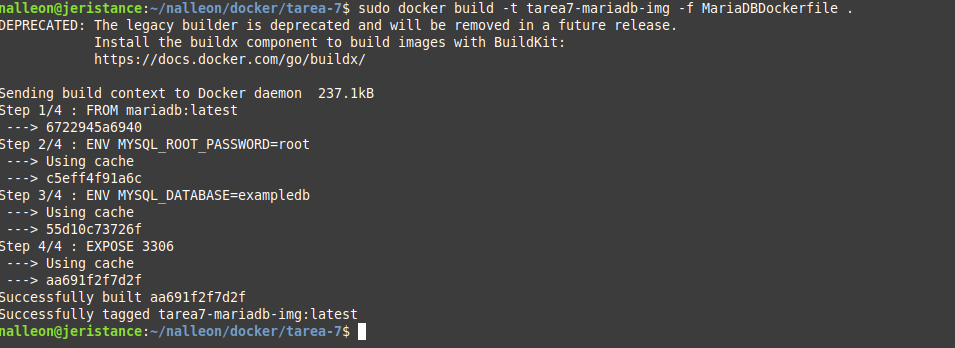 nalleon@jeristance:~/nalleon/docker/tarea-7$ sudo docker build -t tarea7-mariadb-img -f MariaDBDockerfile .
DEPRECATED: The legacy builder is deprecated and will be removed in a future release.
            Install the buildx component to build images with BuildKit:
            https://docs.docker.com/go/buildx/

Sending build context to Docker daemon  237.1kB
Step 1/4 : FROM mariadb:latest
 ---> 6722945a6940
Step 2/4 : ENV MYSQL_ROOT_PASSWORD=root
 ---> Using cache
 ---> c5eff4f91a6c
Step 3/4 : ENV MYSQL_DATABASE=exampledb
 ---> Using cache
 ---> 55d10c73726f
Step 4/4 : EXPOSE 3306
 ---> Using cache
 ---> aa691f2f7d2f
Successfully built aa691f2f7d2f
Successfully tagged tarea7-mariadb-img:latest
nalleon@jeristance:~/nalleon/docker/tarea-7$